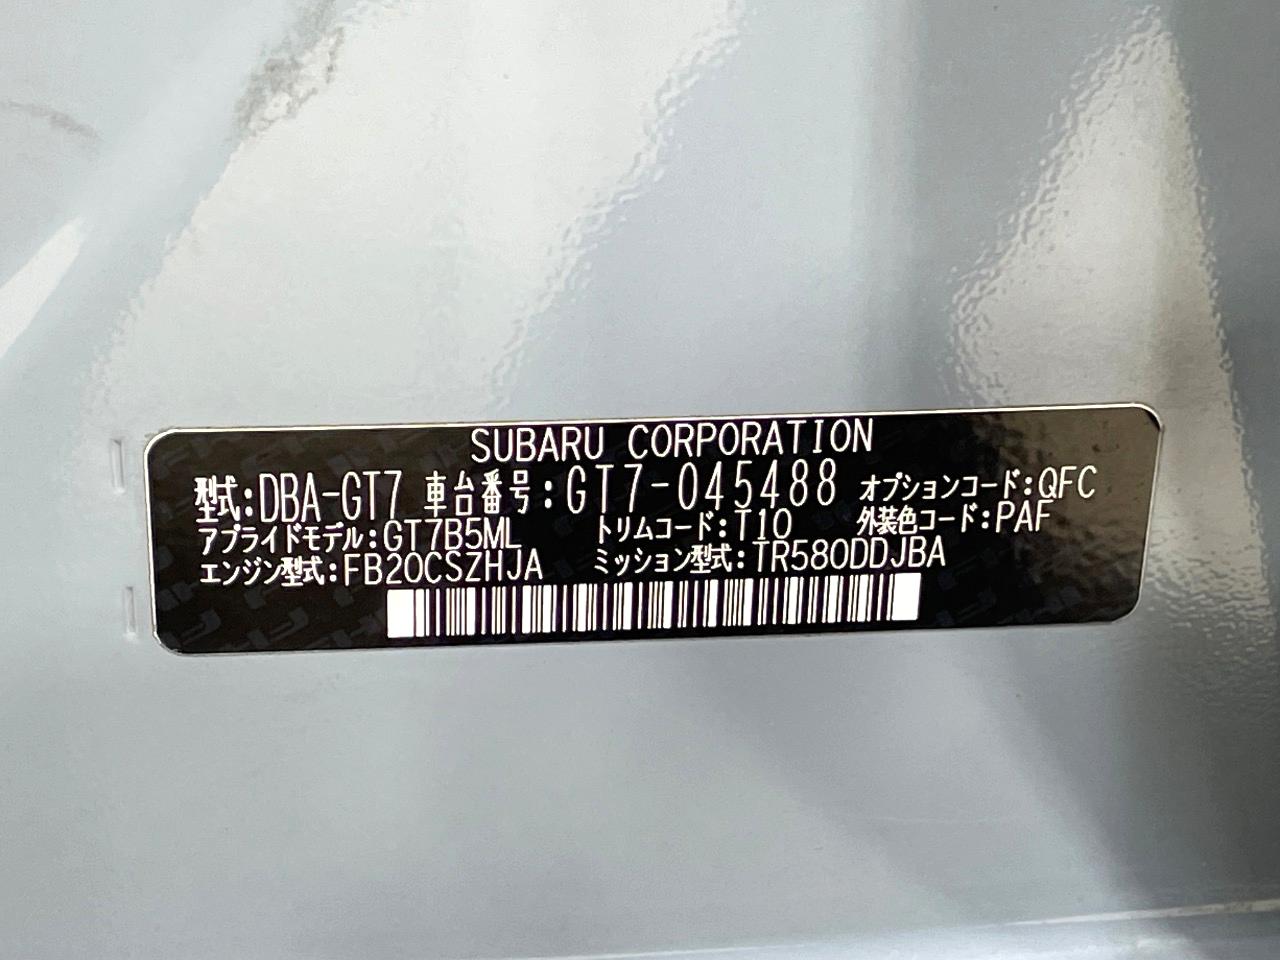 SUBARU CORPORATION
型式:DBA-GT7 車台番号:GT7-045488 オプションコード:QFC
アプライドモデル:GT7B5ML トリムコード:T10 外装色コード:PAF
エンジン型式:FB20CSZHJA ミッション型式:TR580DDJBA